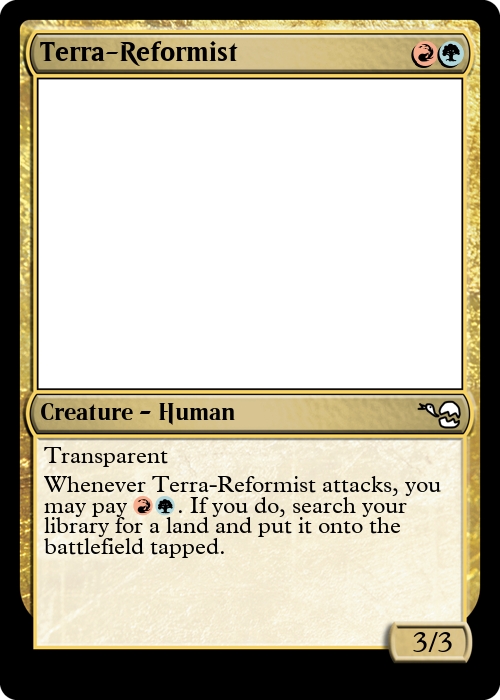 Terra-Reformist
Creature – Human
Transparent
Whenever Terra-Reformist attacks, you
may pay . If you do, search your
library for a land and put it onto the
battlefield tapped.
3/3